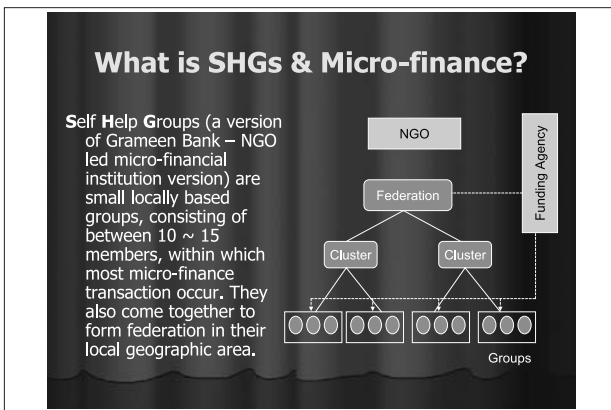 What is SHGs & Micro-finance?
Self Help Groups (a version
of Grameen Bank – NGO
led micro-financial
institution version) are
small locally based
groups, consisting of
between 10 ~ 15
members, within which
most micro-finance
transaction occur. They
also come together to
form federation in their
local geographic area.
NGO
Funding Agency
Federation
Cluster
Cluster
Groups